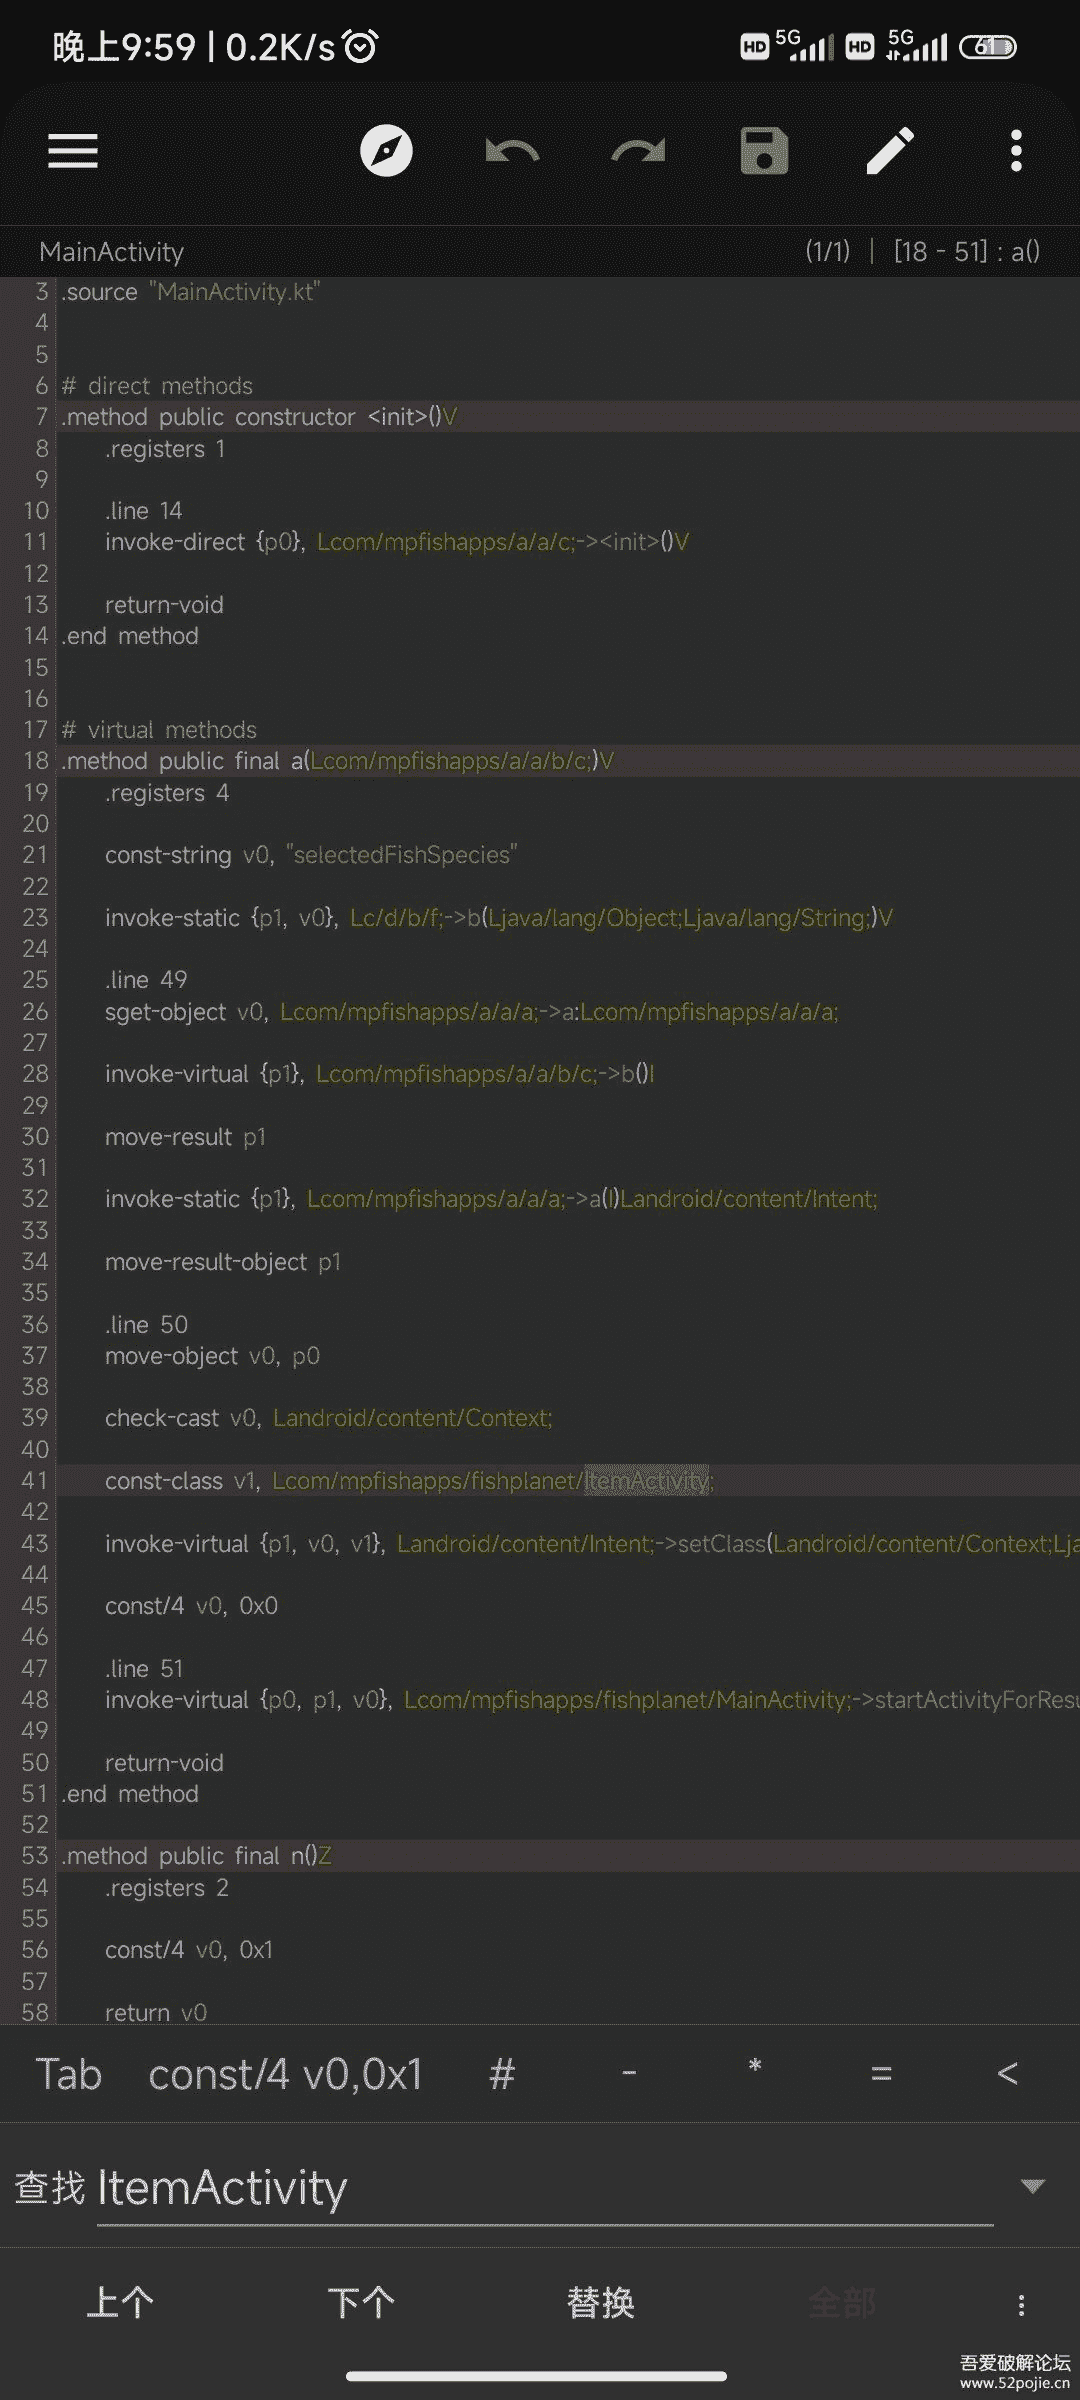 晚上9:59 | 0.2K/s HD 5G HD 5G 61
MainActivity (1/1) | [18 - 51] : a()
3 .source "MainActivity.kt"
4
5
6 # direct methods
7 .method public constructor <init>()V
8 .registers 1
9
10 .line 14
11 invoke-direct {p0}, Lcom/mpfishapps/a/a/c;-><init>()V
12
13 return-void
14 .end method
15
16
17 # virtual methods
18 .method public final a(Lcom/mpfishapps/a/a/b/c;)V
19 .registers 4
20
21 const-string v0, "selectedFishSpecies"
22
23 invoke-static {p1, v0}, Lc/d/b/f;->b(Ljava/lang/Object;Ljava/lang/String;)V
24
25 .line 49
26 sget-object v0, Lcom/mpfishapps/a/a/a;->a:Lcom/mpfishapps/a/a/a;
27
28 invoke-virtual {p1}, Lcom/mpfishapps/a/a/b/c;->b()I
29
30 move-result p1
31
32 invoke-static {p1}, Lcom/mpfishapps/a/a/a;->a(I)Landroid/content/Intent;
33
34 move-result-object p1
35
36 .line 50
37 move-object v0, p0
38
39 check-cast v0, Landroid/content/Context;
40
41 const-class v1, Lcom/mpfishapps/fishplanet/ItemActivity;
42
43 invoke-virtual {p1, v0, v1}, Landroid/content/Intent;->setClass(Landroid/content/Context;Lja
44
45 const/4 v0, 0x0
46
47 .line 51
48 invoke-virtual {p0, p1, v0}, Lcom/mpfishapps/fishplanet/MainActivity;->startActivityForResu
49
50 return-void
51 .end method
52
53 .method public final n()Z
54 .registers 2
55
56 const/4 v0, 0x1
57
58 return v0
Tab const/4 v0,0x1 # - * = <
查找 ItemActivity
上个 下个 替换 全部
吾爱破解论坛
www.52pojie.cn